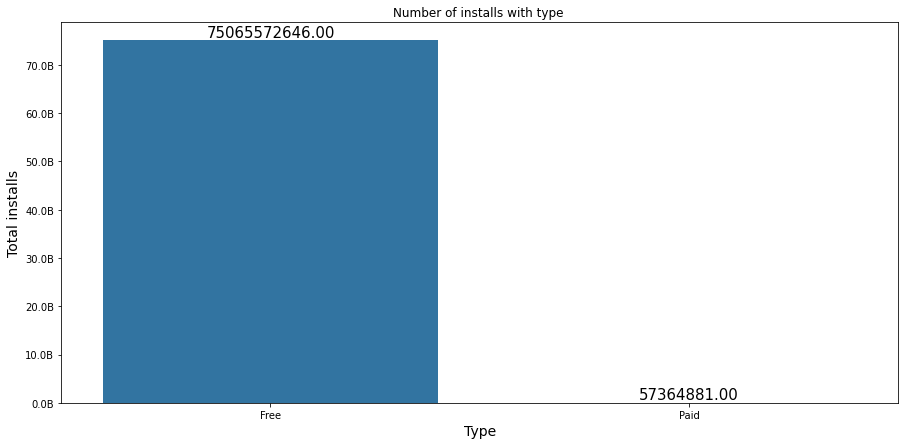 Number of installs with type
75065572646.00
70.0B
60.0B
50.0B
40.0B
30.0B
20.0B
10.0B
0.0B
Total installs
57364881.00
Free
Paid
Type